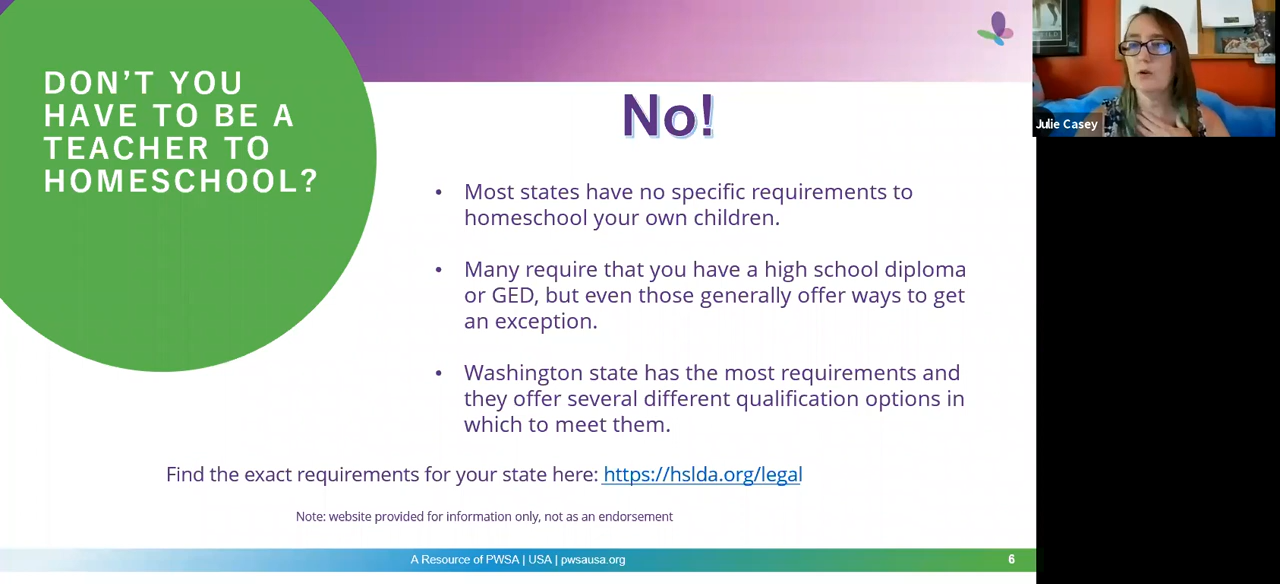 DON'T YOU
HAVE TO BE A
TEACHER TO
HOMESCHOOL?
No!
• Most states have no specific requirements to
homeschool your own children.
• Many require that you have a high school diploma
or GED, but even those generally offer ways to get
an exception.
• Washington state has the most requirements and
they offer several different qualification options in
which to meet them.
Find the exact requirements for your state here: https://hslda.org/legal
Note: website provided for information only, not as an endorsement
A Resource of PWSA | USA | pwsausa.org
6
Julie Casey